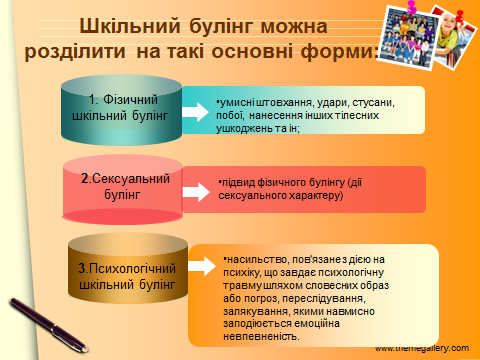 Шкільний булінг можна
розділити на такі основні форми:
1. Фізичний
шкільний булінг
•умисні штовхання, удари, стусани,
побої, нанесення інших тілесних
ушкоджень та ін;
2.Сексуальний
булінг
•підвид фізичного булінгу (дії
сексуального характеру)
3.Психологічний
шкільний булінг
•насильство, пов'язане з дією на
психіку, що завдає психологічну
травму шляхом словесних образ
або погроз, переслідування,
залякування, якими навмисно
заподіюється емоційна
невпевненість.
www.themegallery.com